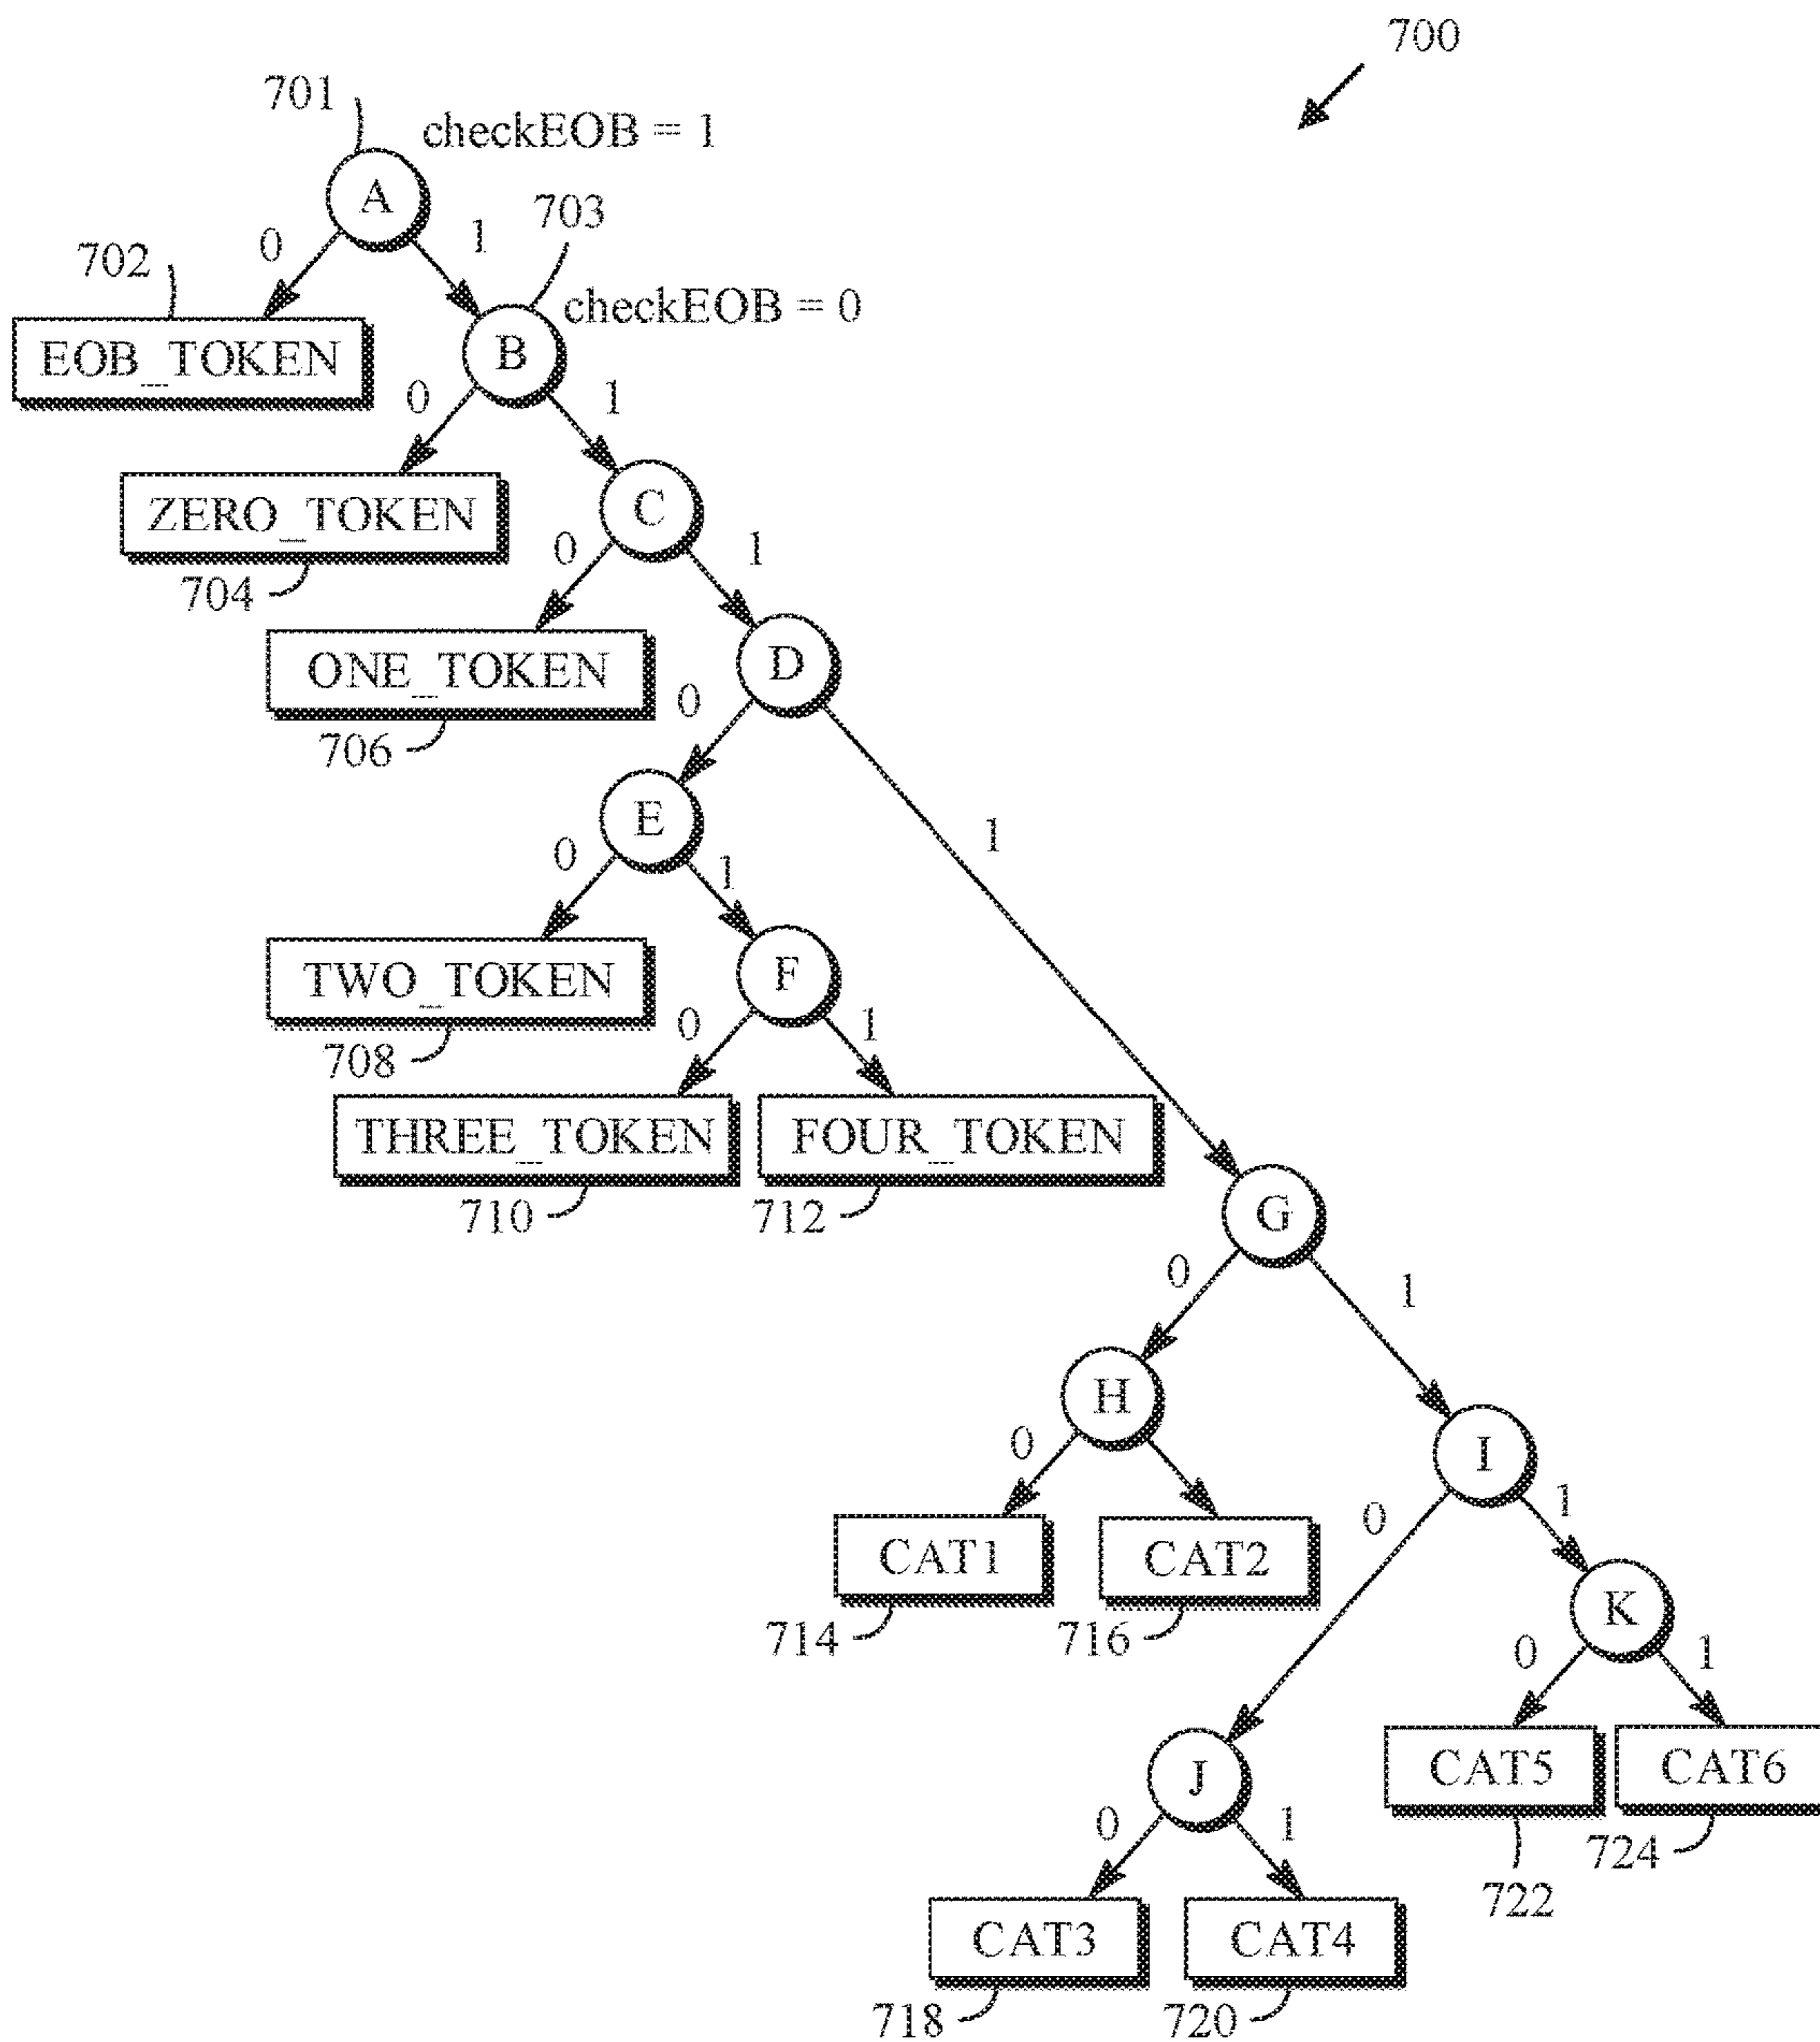 700
701
checkEOB = 1
A
703
0
1
702
checkEOB = 0
EOB_TOKEN
B
0
1
ZERO_TOKEN
C
704
0
1
ONE_TOKEN
D
706
0
E
1
0
1
TWO_TOKEN
F
708
0
1
THREE_TOKEN
FOUR_TOKEN
710
712
G
0
1
H
I
0
0
1
CAT1
CAT2
K
714
716
0
1
J
CAT5
CAT6
0
1
724
722
CAT3
CAT4
718
720